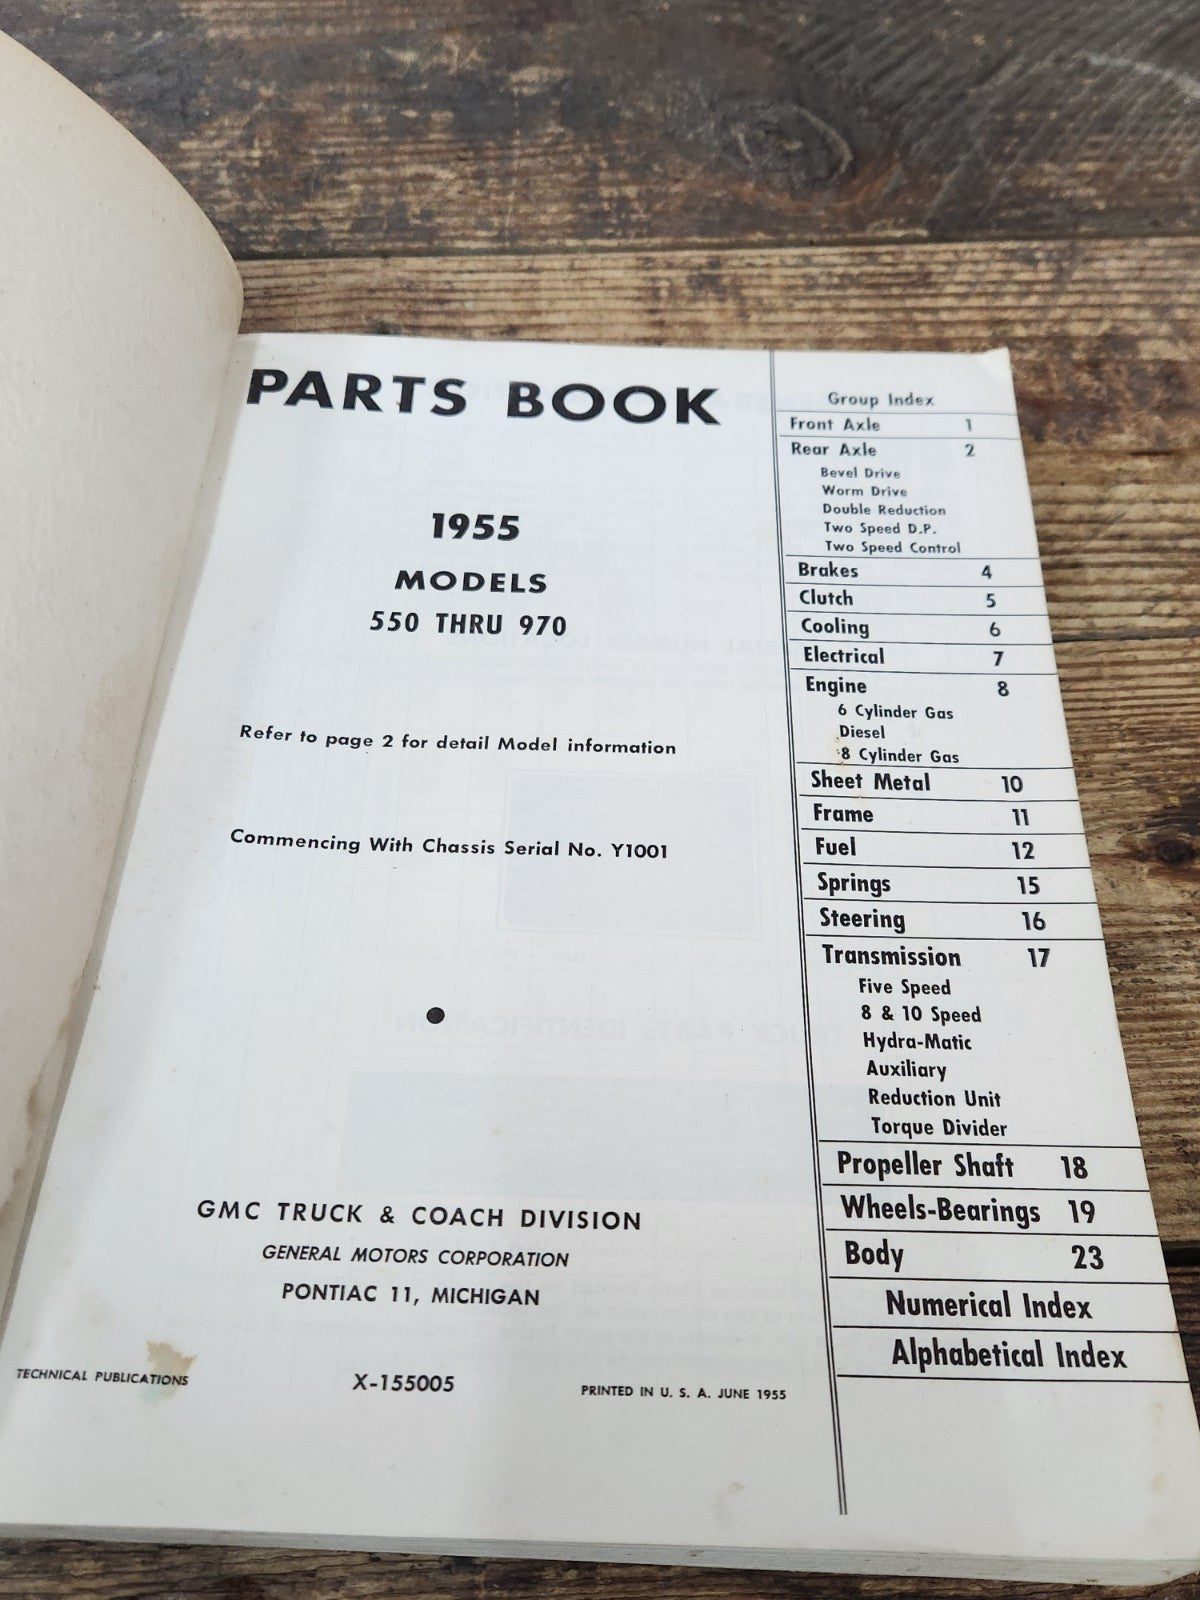 PARTS BOOK
1955
MODELS
550 THRU 970
Refer to page 2 for detail Model information
Commencing With Chassis Serial No. Y1001
GMC TRUCK & COACH DIVISION
GENERAL MOTORS CORPORATION
PONTIAC 11, MICHIGAN
TECHNICAL PUBLICATIONS X-155005 PRINTED IN U. S. A. JUNE 1955
Group Index
Front Axle 1
Rear Axle 2
Bevel Drive
Worm Drive
Double Reduction
Two Speed D.P.
Two Speed Control
Brakes 4
Clutch 5
Cooling 6
Electrical 7
Engine 8
6 Cylinder Gas
Diesel
8 Cylinder Gas
Sheet Metal 10
Frame 11
Fuel 12
Springs 15
Steering 16
Transmission 17
Five Speed
8 & 10 Speed
Hydra-Matic
Auxiliary
Reduction Unit
Torque Divider
Propeller Shaft 18
Wheels-Bearings 19
Body 23
Numerical Index
Alphabetical Index